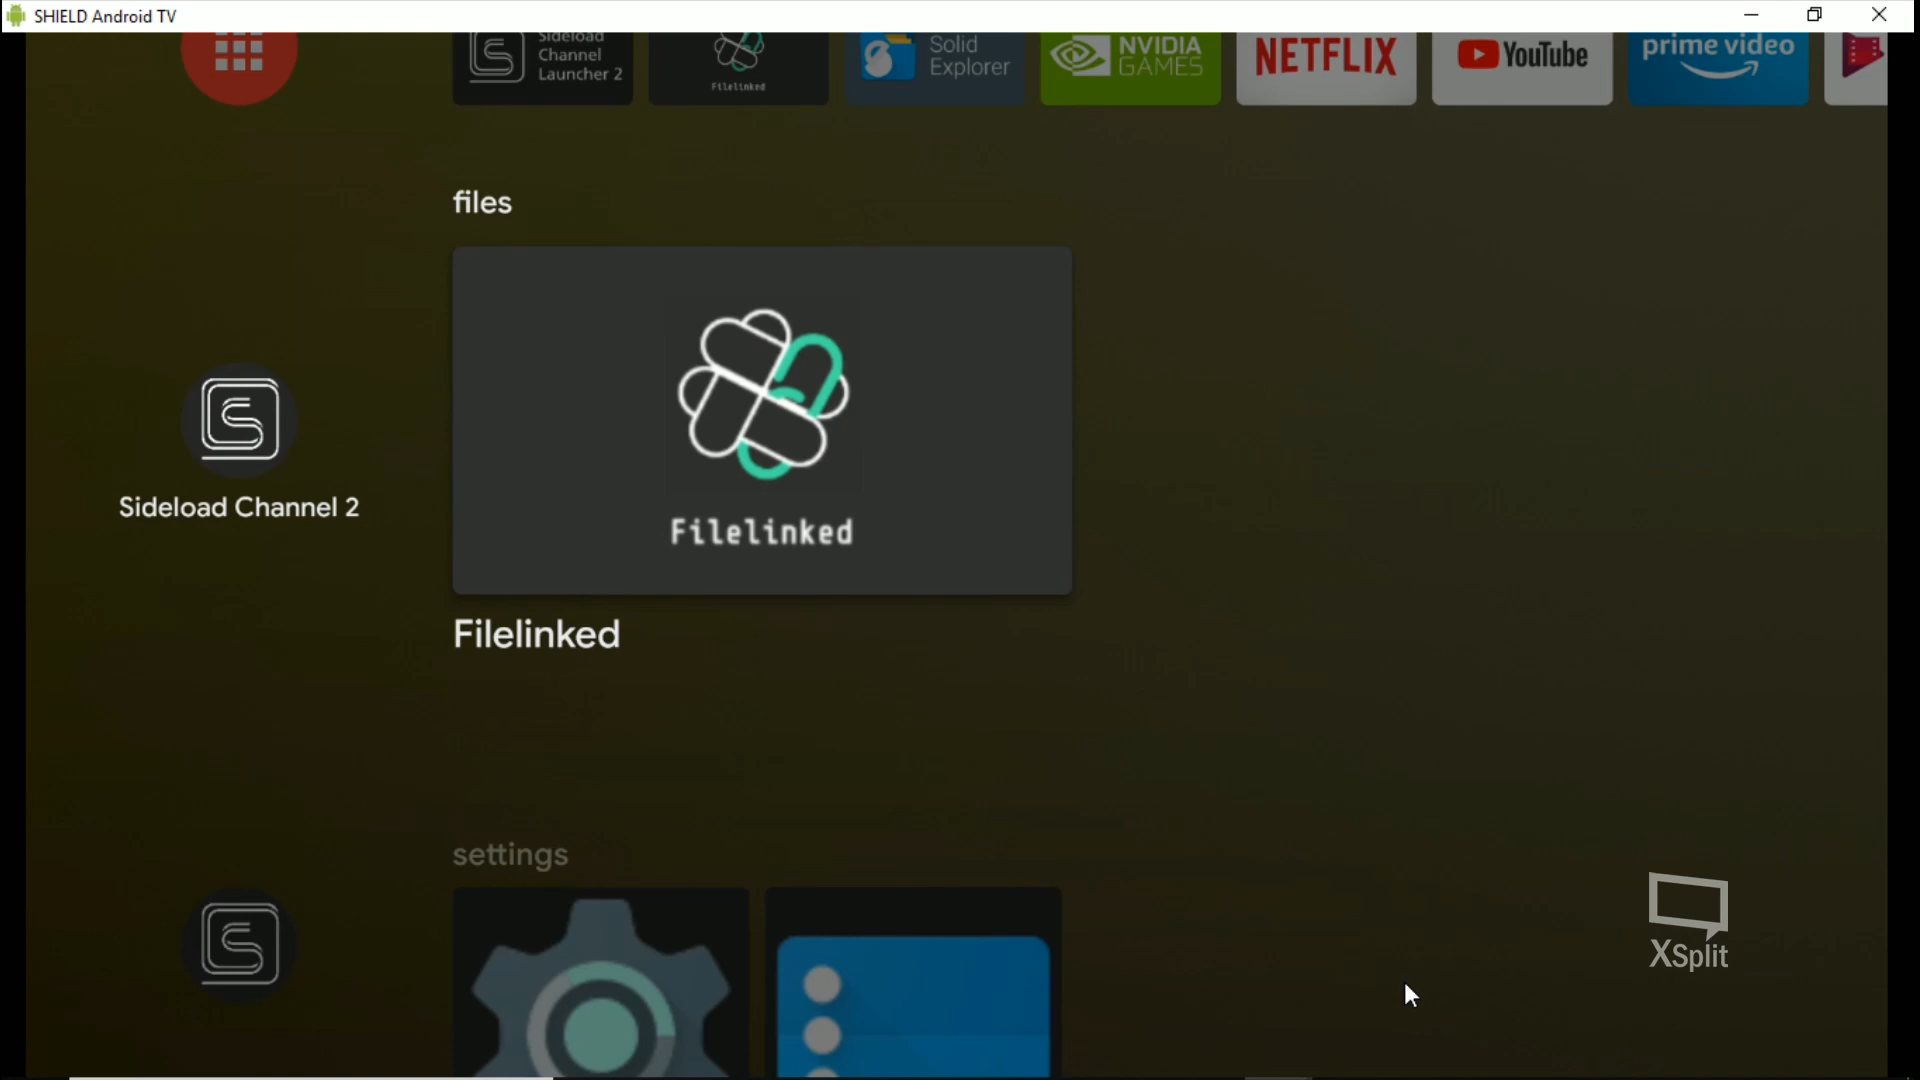 SHIELD Android TV
Sideload
Channel
Launcher 2
Filelinked
Solid
Explorer
NVIDIA
GAMES
NETFLIX
YouTube
prime video
files
Filelinked
Sideload Channel 2
Filelinked
settings
XSplit